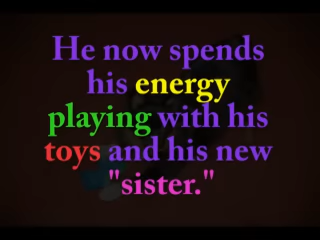 He now spends
his energy
playing with his
toys and his new
"sister."